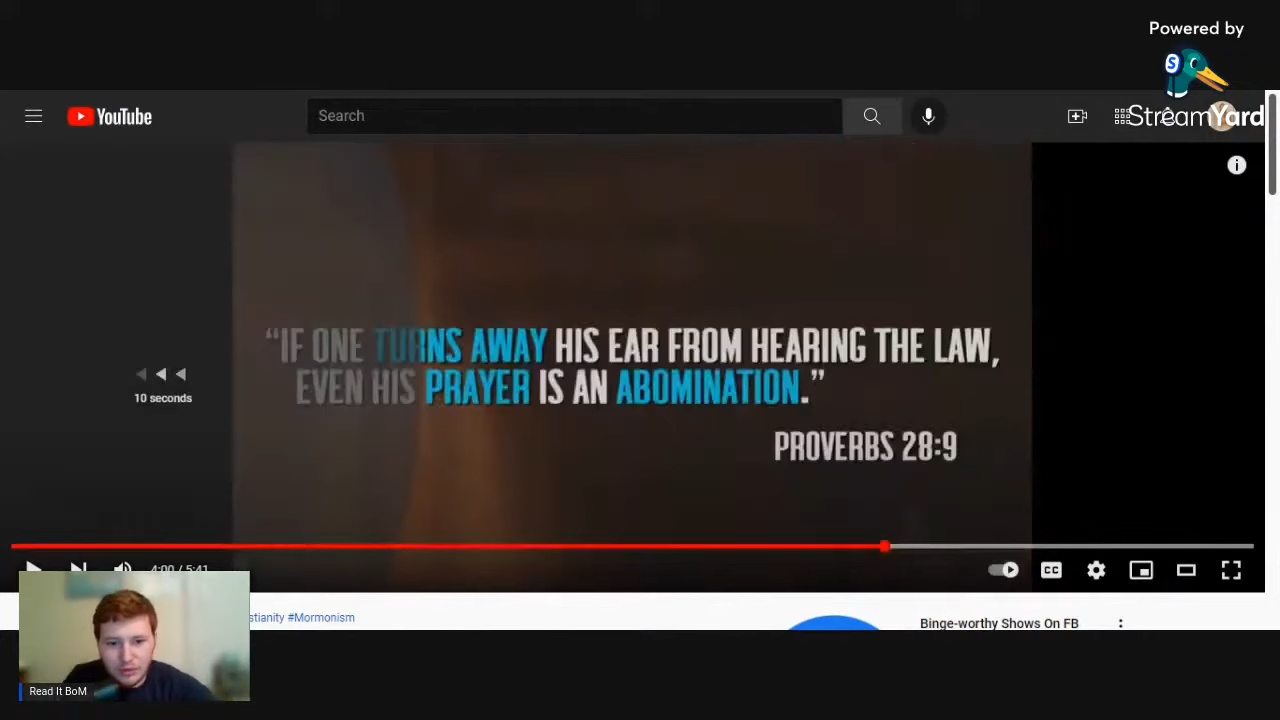 Powered by
StreamYard
YouTube
Search
“IF ONE TURNS AWAY HIS EAR FROM HEARING THE LAW,
EVEN HIS PRAYER IS AN ABOMINATION.”
PROVERBS 28:9
10 seconds
4:00 / 5:41
CC
stianity #Mormonism
Binge-worthy Shows On FB
Read It BoM